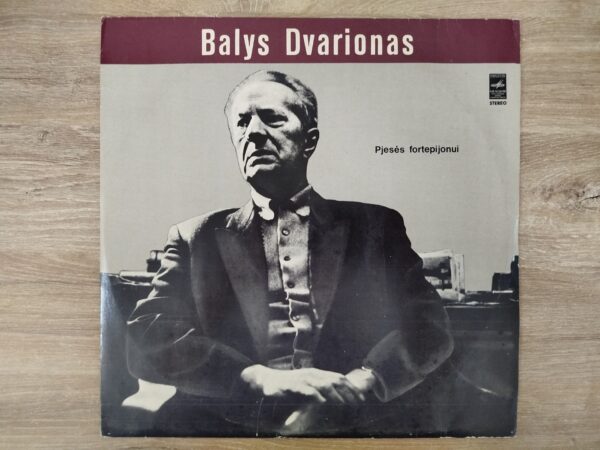 Balys Dvarionas
STEREO
Pjesės fortepijonui